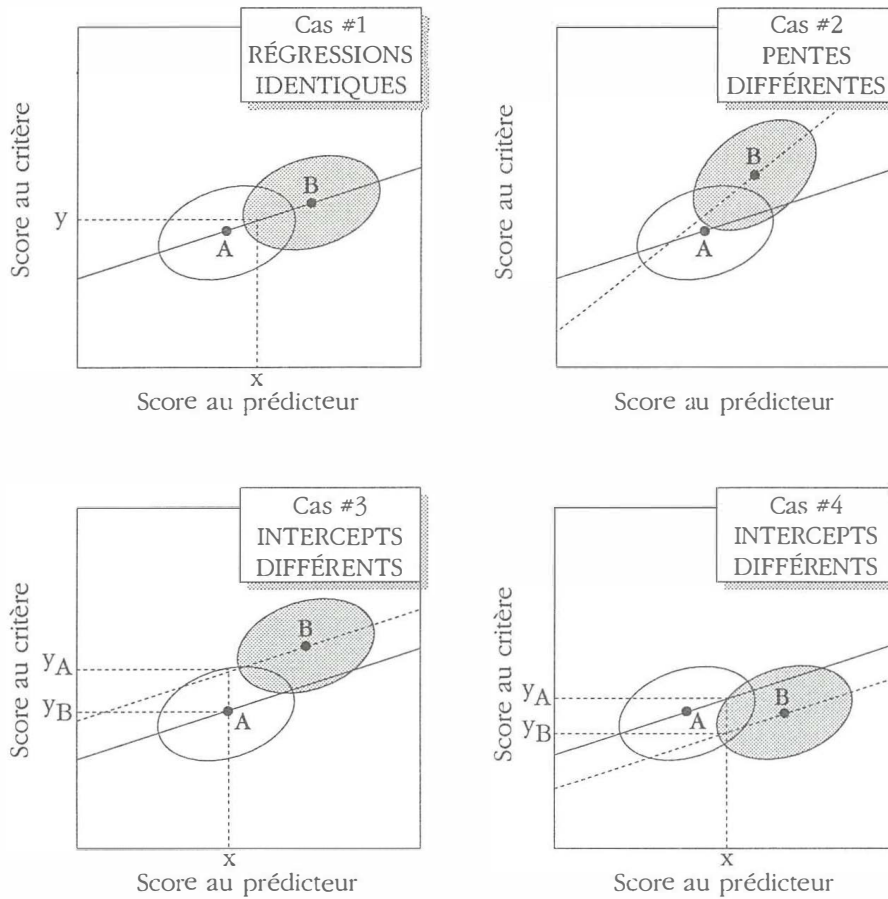 Cas #1
RÉGRESSIONS
IDENTIQUES
Score au critère
y
A
B
x
Score au prédicteur
Cas #2
PENTES
DIFFÉRENTES
Score au critère
A
B
Score au prédicteur
Cas #3
INTERCEPTS
DIFFÉRENTS
Score au critère
yA
yB
A
B
x
Score au prédicteur
Cas #4
INTERCEPTS
DIFFÉRENTS
Score au critère
yA
yB
A
B
x
Score au prédicteur